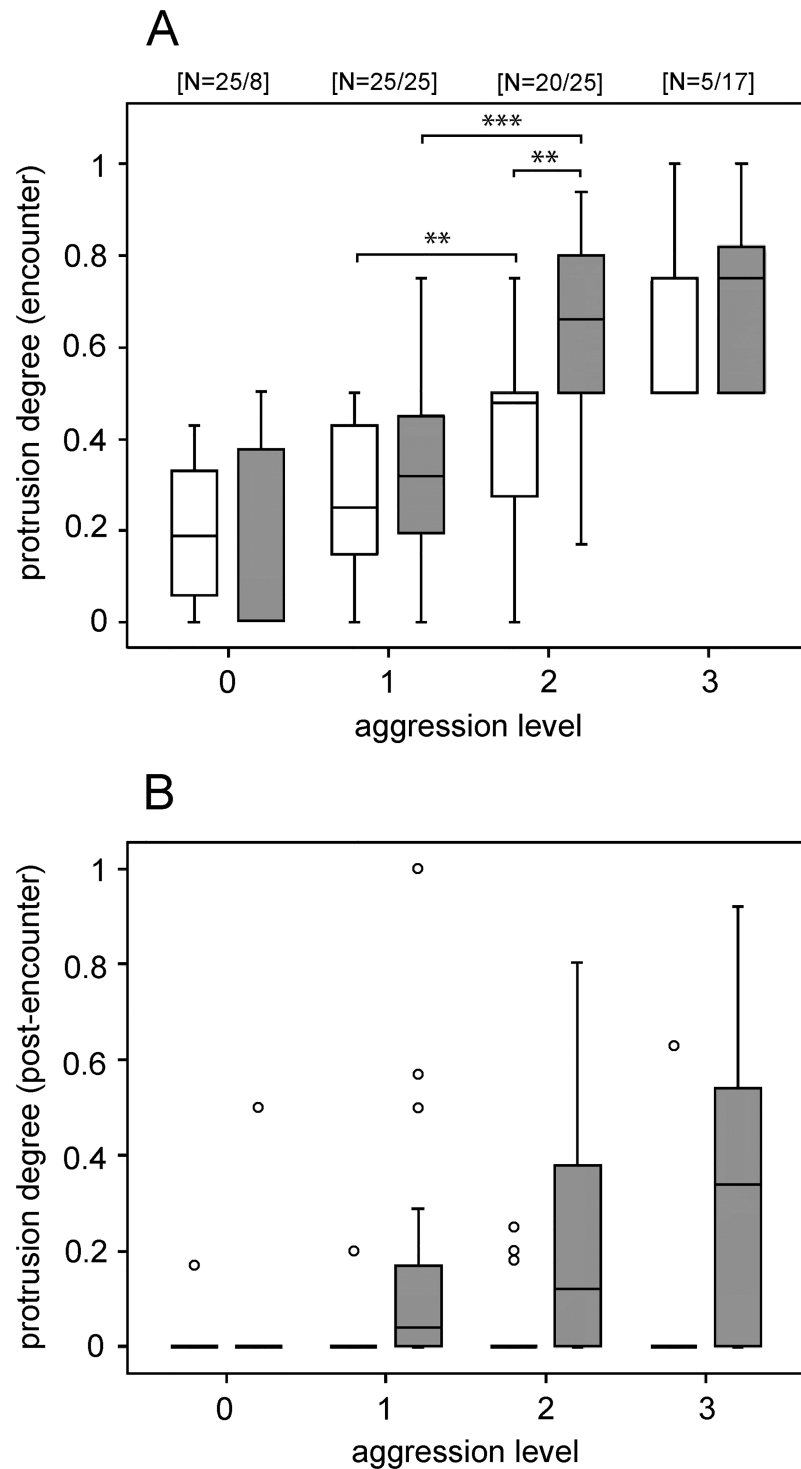 A
[N=25/8] [N=25/25] [N=20/25] [N=5/17]
***
**
**
protrusion degree (encounter)
1
0.8
0.6
0.4
0.2
0
0 1 2 3
aggression level
B
protrusion degree (post-encounter)
1
0.8
0.6
0.4
0.2
0
0 1 2 3
aggression level